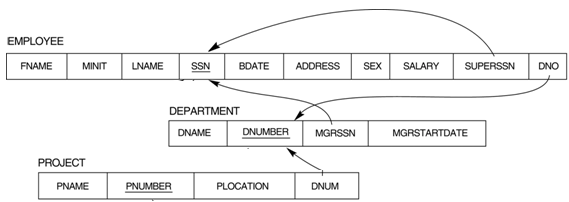 EMPLOYEE
FNAME MINIT LNAME SSN BDATE ADDRESS SEX SALARY SUPERSSN DNO
DEPARTMENT
DNAME DNUMBER MGRSSN MGRSTARTDATE
PROJECT
PNAME PNUMBER PLOCATION DNUM